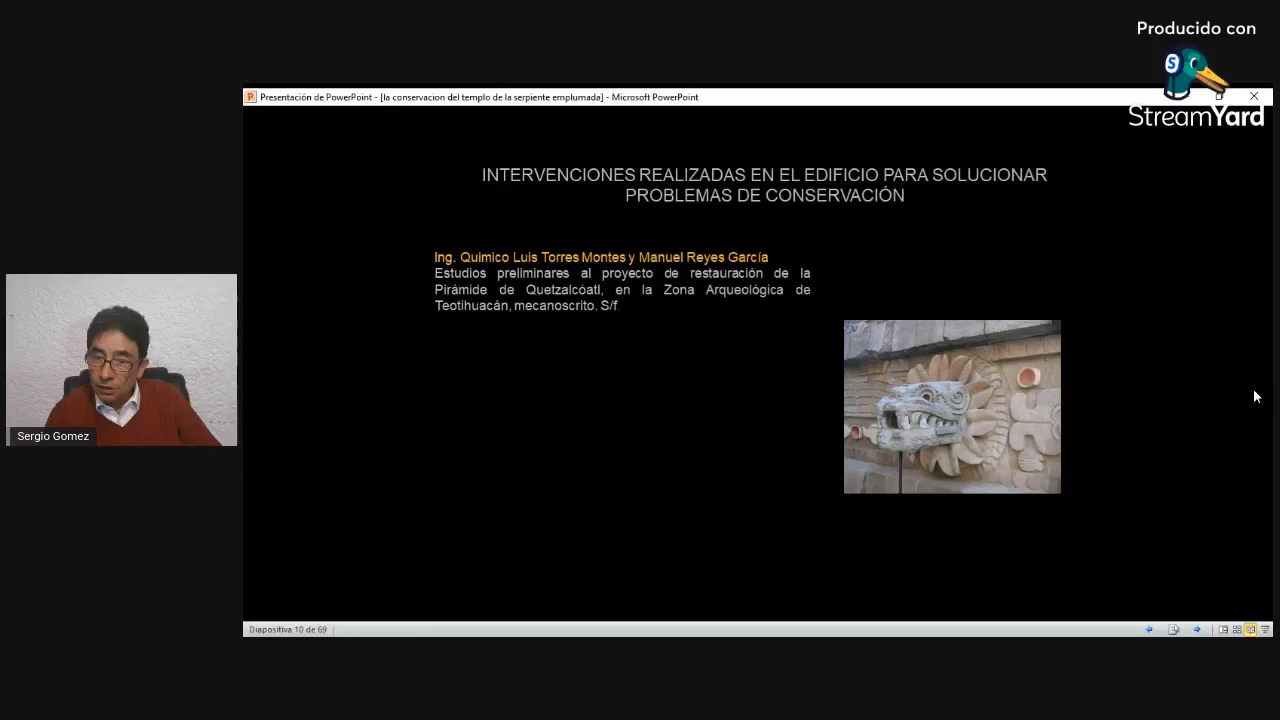 Producido con
StreamYard
Presentación de PowerPoint - [la conservacion del templo de la serpiente emplumada] - Microsoft PowerPoint
INTERVENCIONES REALIZADAS EN EL EDIFICIO PARA SOLUCIONAR
PROBLEMAS DE CONSERVACIÓN
Ing. Quimico Luis Torres Montes y Manuel Reyes García
Estudios preliminares al proyecto de restauración de la
Pirámide de Quetzalcóatl, en la Zona Arqueológica de
Teotihuacán, mecanoscrito. S/f.
Sergio Gomez
Diapositiva 10 de 69